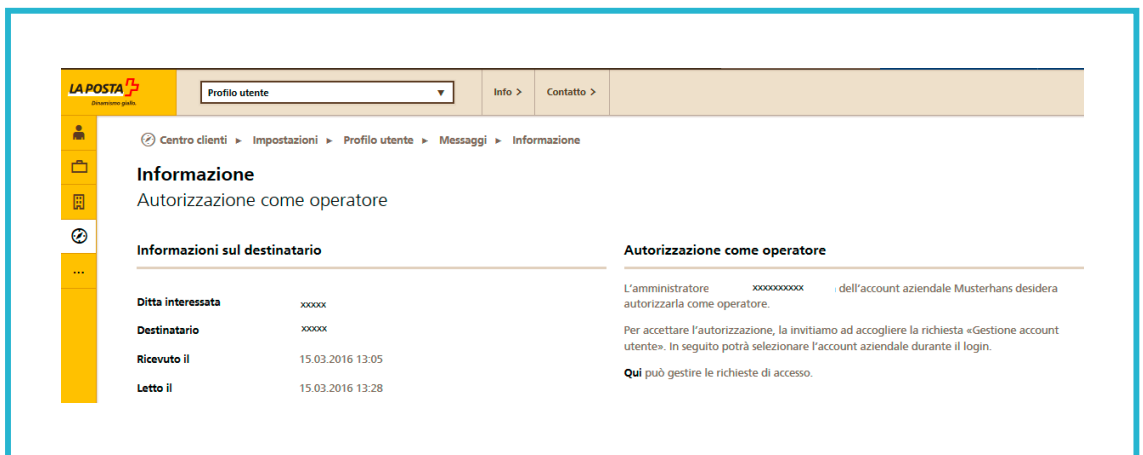 LA POSTA
Dinamismo giallo.
Profilo utente
Info >
Contatto >
Centro clienti ► Impostazioni ► Profilo utente ► Messaggi ► Informazione
Informazione
Autorizzazione come operatore
Informazioni sul destinatario
Ditta interessata xxxxx
Destinatario xxxxx
Ricevuto il 15.03.2016 13:05
Letto il 15.03.2016 13:28
Autorizzazione come operatore
L'amministratore xxxxxxxxxx dell'account aziendale Musterhans desidera
autorizzarla come operatore.
Per accettare l'autorizzazione, la invitiamo ad accogliere la richiesta «Gestione account
utente». In seguito potrà selezionare l'account aziendale durante il login.
Qui può gestire le richieste di accesso.